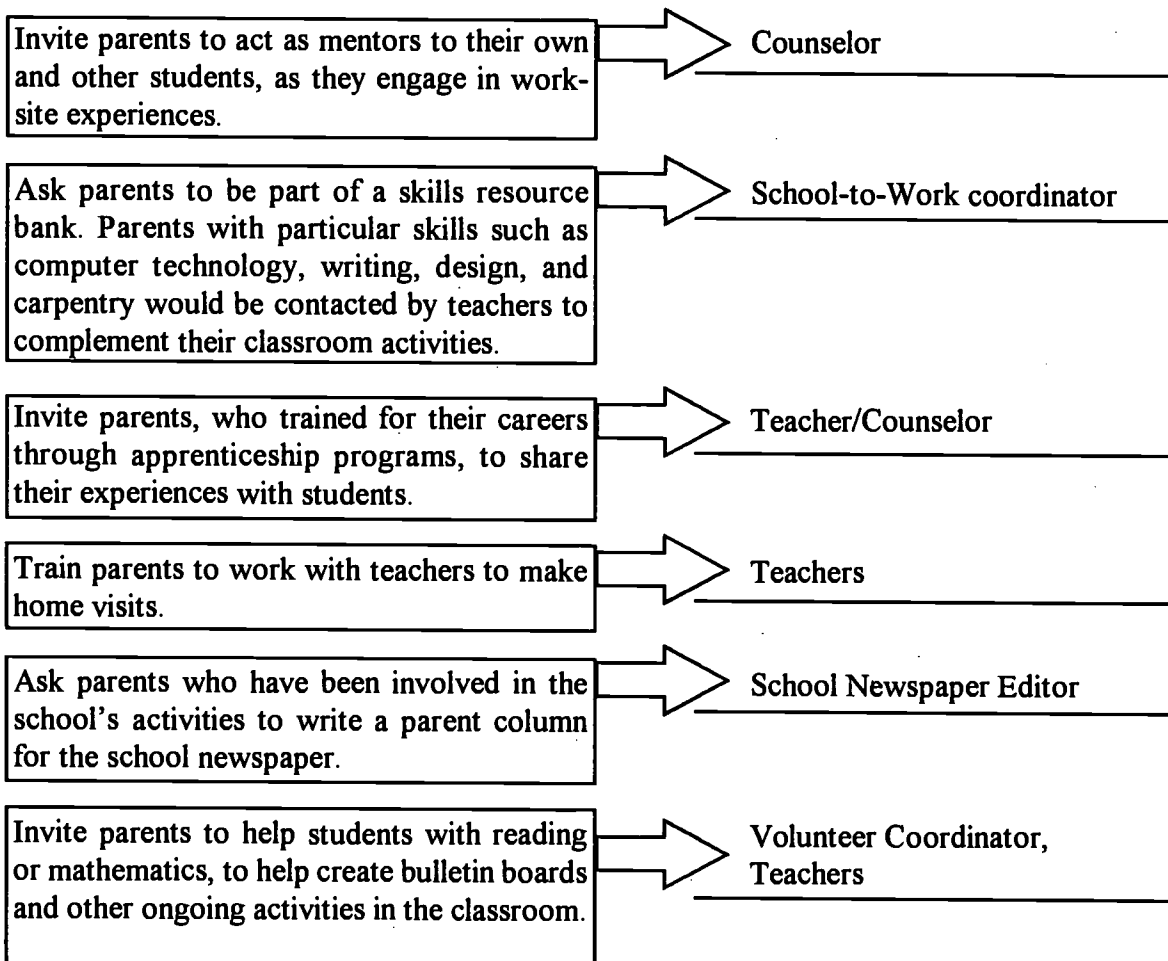 Invite parents to act as mentors to their own
and other students, as they engage in work-
site experiences.
Counselor
Ask parents to be part of a skills resource
bank. Parents with particular skills such as
computer technology, writing, design, and
carpentry would be contacted by teachers to
complement their classroom activities.
School-to-Work coordinator
Invite parents, who trained for their careers
through apprenticeship programs, to share
their experiences with students.
Teacher/Counselor
Train parents to work with teachers to make
home visits.
Teachers
Ask parents who have been involved in the
school's activities to write a parent column
for the school newspaper.
School Newspaper Editor
Invite parents to help students with reading
or mathematics, to help create bulletin boards
and other ongoing activities in the classroom.
Volunteer Coordinator,
Teachers